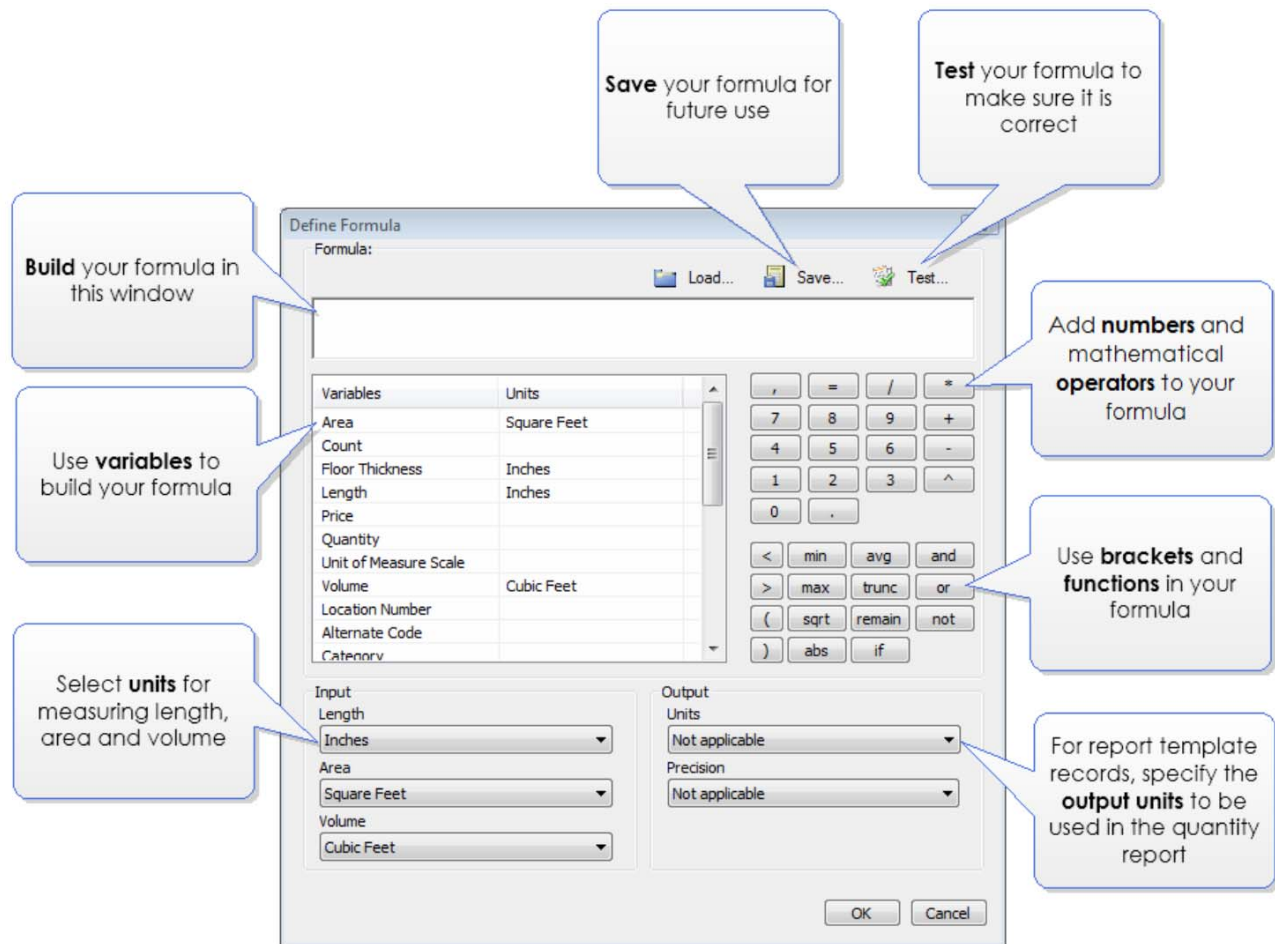 Save your formula for
future use
Test your formula to
make sure it is
correct
Build your formula in
this window
Define Formula
Formula:
Load...
Save...
Test...
Add numbers and
mathematical
operators to your
formula
Use variables to
build your formula
Variables Units
Area Square Feet
Count
Floor Thickness Inches
Length Inches
Price
Quantity
Unit of Measure Scale
Volume Cubic Feet
Location Number
Alternate Code
Category
, = / *
7 8 9 +
4 5 6 -
1 2 3 ^
0 .
< min avg and
> max trunc or
( sqrt remain not
) abs if
Use brackets and
functions in your
formula
Select units for
measuring length,
area and volume
Input
Length
Inches
Area
Square Feet
Volume
Cubic Feet
Output
Units
Not applicable
Precision
Not applicable
For report template
records, specify the
output units to be
used in the quantity
report
OK Cancel